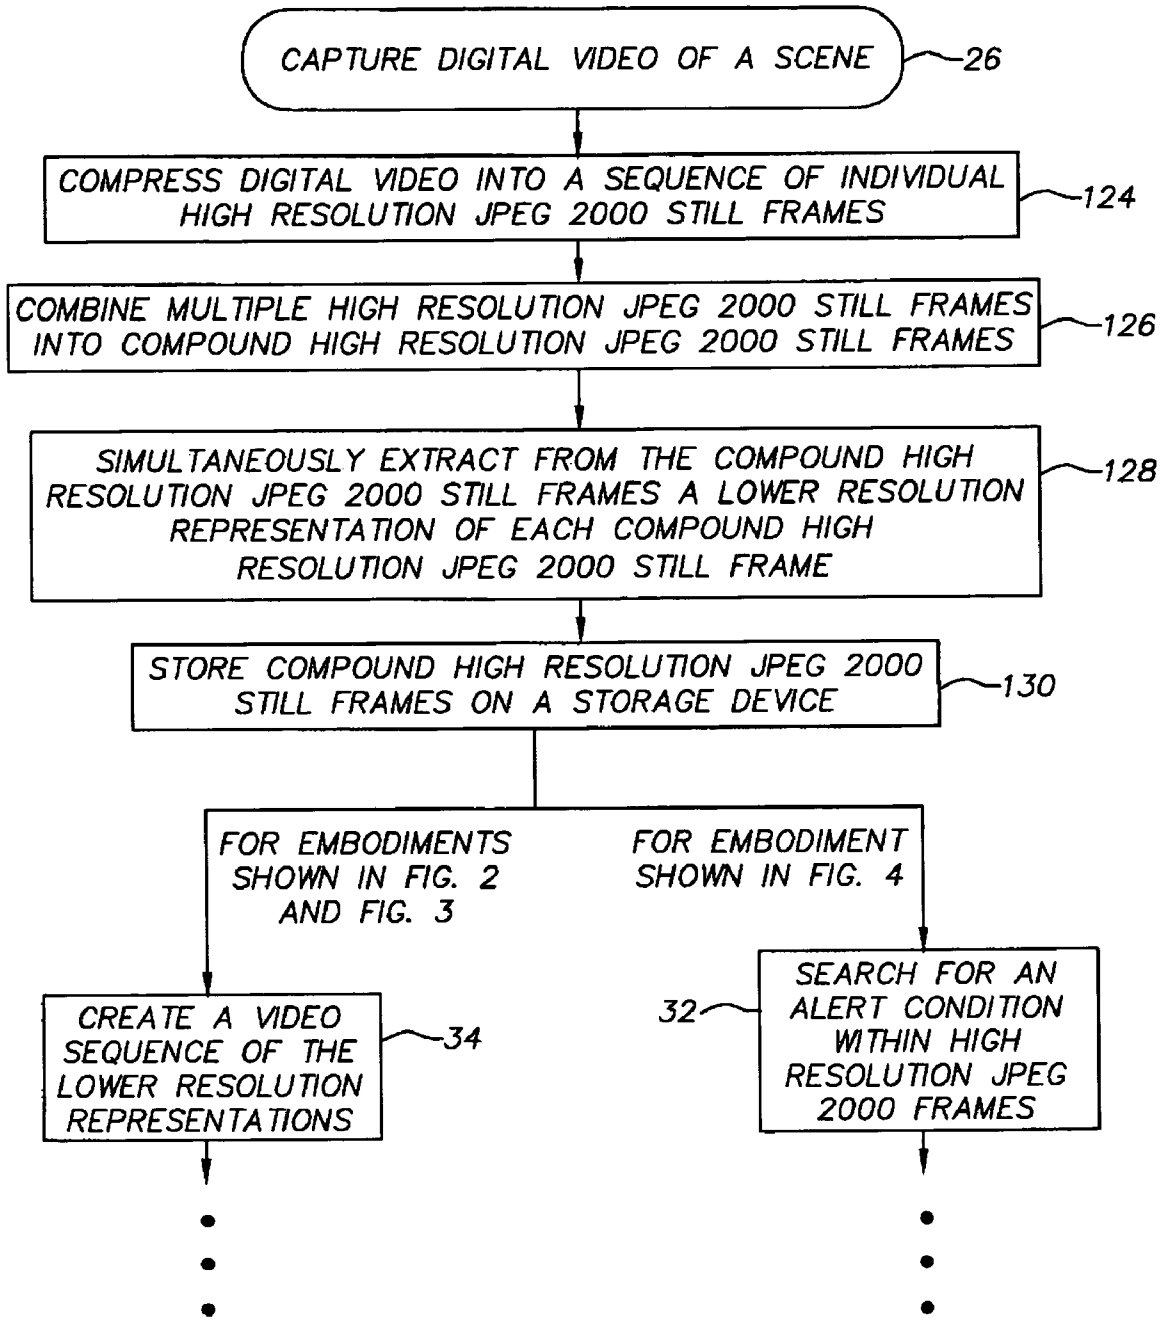 CAPTURE DIGITAL VIDEO OF A SCENE
26
COMPRESS DIGITAL VIDEO INTO A SEQUENCE OF INDIVIDUAL
HIGH RESOLUTION JPEG 2000 STILL FRAMES
124
COMBINE MULTIPLE HIGH RESOLUTION JPEG 2000 STILL FRAMES
INTO COMPOUND HIGH RESOLUTION JPEG 2000 STILL FRAMES
126
SIMULTANEOUSLY EXTRACT FROM THE COMPOUND HIGH
RESOLUTION JPEG 2000 STILL FRAMES A LOWER RESOLUTION
REPRESENTATION OF EACH COMPOUND HIGH
RESOLUTION JPEG 2000 STILL FRAME
128
STORE COMPOUND HIGH RESOLUTION JPEG 2000
STILL FRAMES ON A STORAGE DEVICE
130
FOR EMBODIMENTS
SHOWN IN FIG. 2
AND FIG. 3
FOR EMBODIMENT
SHOWN IN FIG. 4
CREATE A VIDEO
SEQUENCE OF THE
LOWER RESOLUTION
REPRESENTATIONS
34
32
SEARCH FOR AN
ALERT CONDITION
WITHIN HIGH
RESOLUTION JPEG
2000 FRAMES